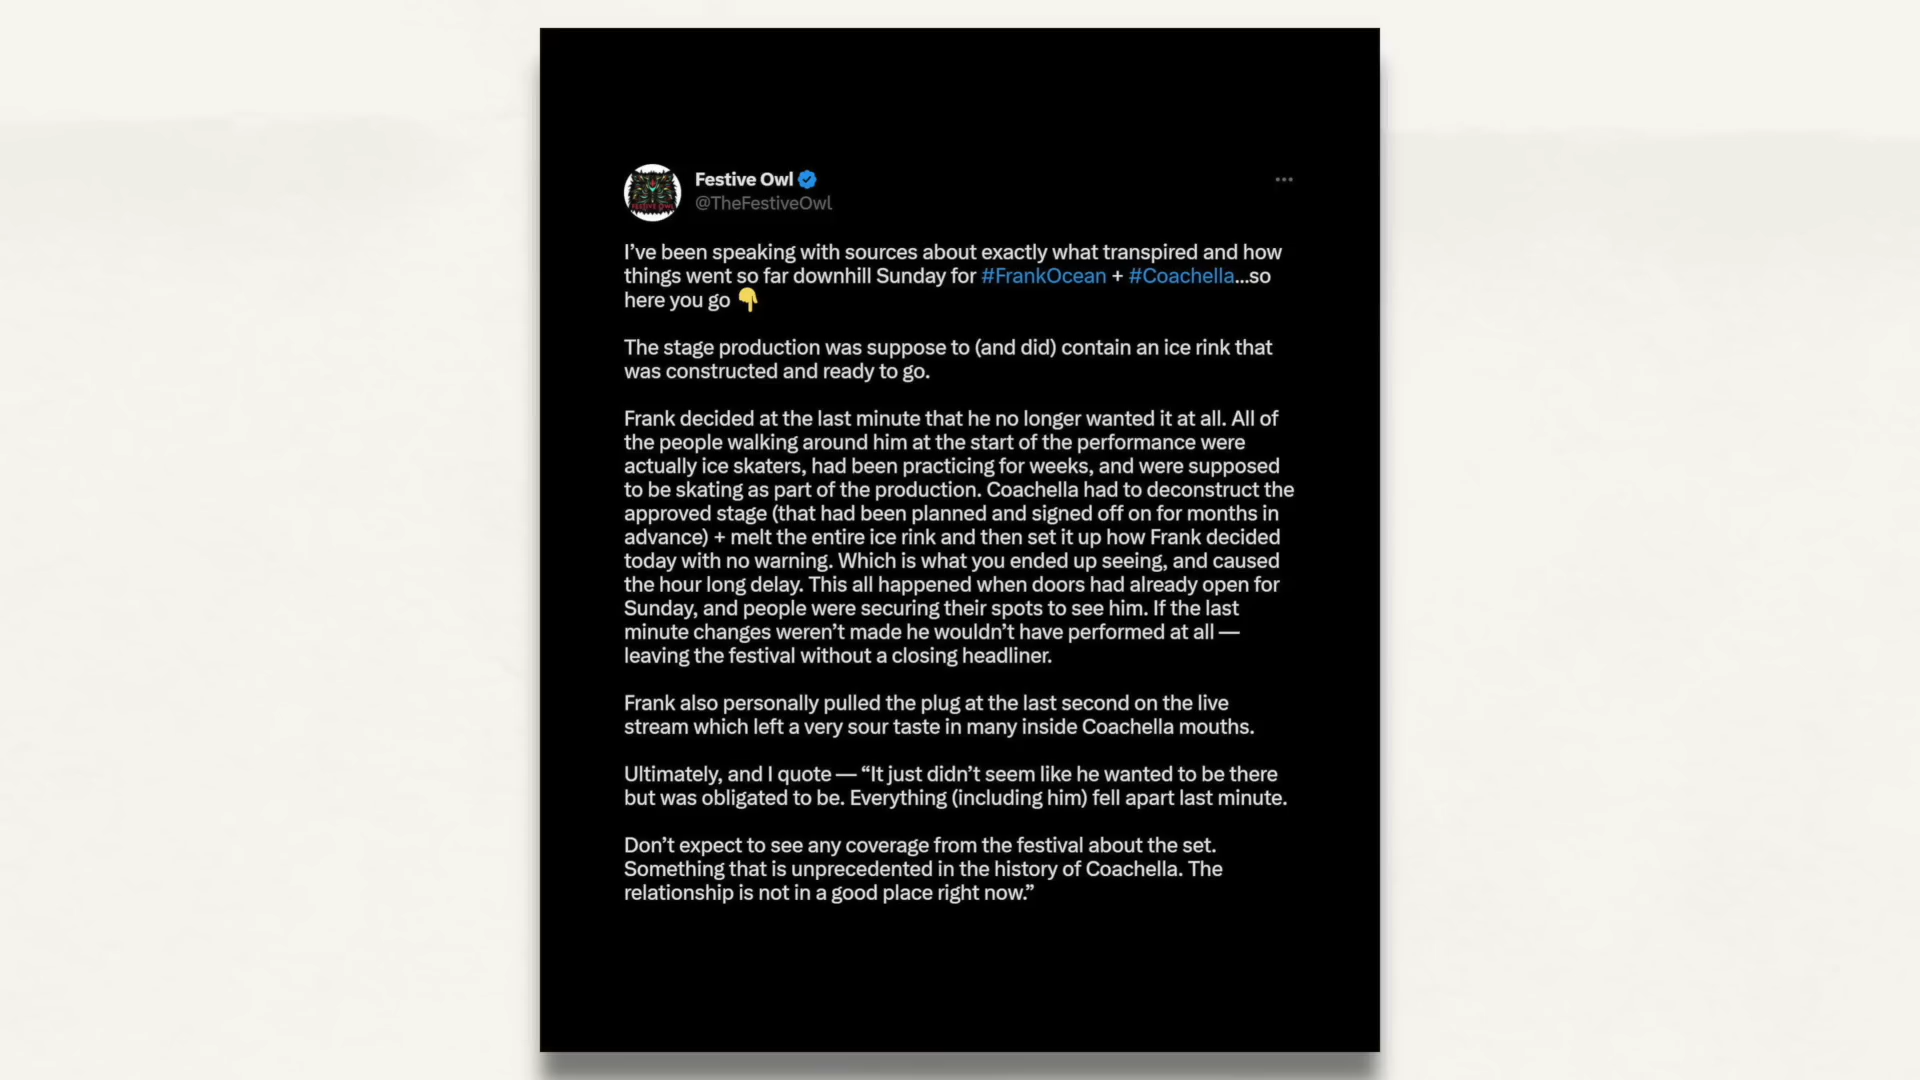 Festive Owl
@TheFestiveOwl
I’ve been speaking with sources about exactly what transpired and how
things went so far downhill Sunday for #FrankOcean + #Coachella...so
here you go 👇
The stage production was suppose to (and did) contain an ice rink that
was constructed and ready to go.
Frank decided at the last minute that he no longer wanted it at all. All of
the people walking around him at the start of the performance were
actually ice skaters, had been practicing for weeks, and were supposed
to be skating as part of the production. Coachella had to deconstruct the
approved stage (that had been planned and signed off on for months in
advance) + melt the entire ice rink and then set it up how Frank decided
today with no warning. Which is what you ended up seeing, and caused
the hour long delay. This all happened when doors had already open for
Sunday, and people were securing their spots to see him. If the last
minute changes weren’t made he wouldn’t have performed at all —
leaving the festival without a closing headliner.
Frank also personally pulled the plug at the last second on the live
stream which left a very sour taste in many inside Coachella mouths.
Ultimately, and I quote — “It just didn’t seem like he wanted to be there
but was obligated to be. Everything (including him) fell apart last minute.
Don’t expect to see any coverage from the festival about the set.
Something that is unprecedented in the history of Coachella. The
relationship is not in a good place right now.”